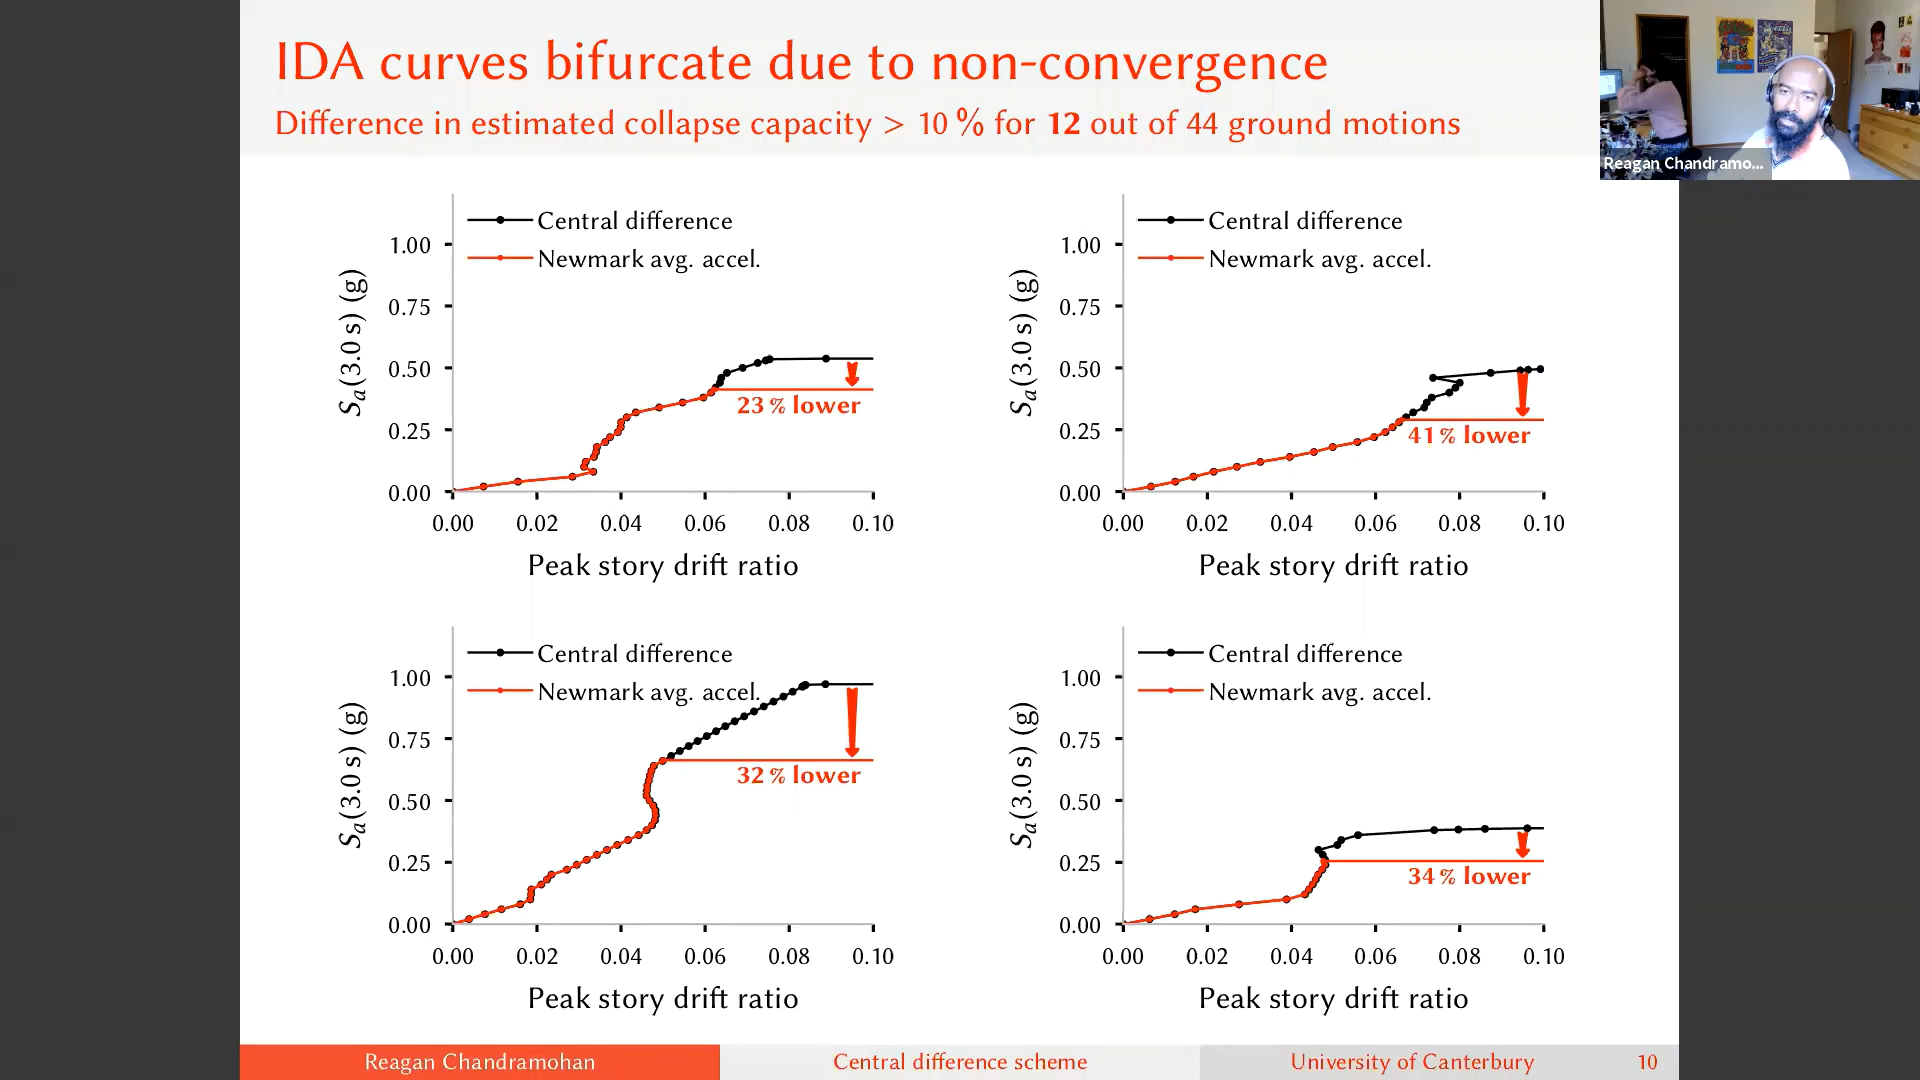 IDA curves bifurcate due to non-convergence
Difference in estimated collapse capacity > 10 % for 12 out of 44 ground motions
Reagan Chandramo...
Central difference
Newmark avg. accel.
1.00
0.75
0.50
0.25
0.00
Sa(3.0 s) (g)
23 % lower
0.00 0.02 0.04 0.06 0.08 0.10
Peak story drift ratio
Central difference
Newmark avg. accel.
1.00
0.75
0.50
0.25
0.00
Sa(3.0 s) (g)
41 % lower
0.00 0.02 0.04 0.06 0.08 0.10
Peak story drift ratio
Central difference
Newmark avg. accel.
1.00
0.75
0.50
0.25
0.00
Sa(3.0 s) (g)
32 % lower
0.00 0.02 0.04 0.06 0.08 0.10
Peak story drift ratio
Central difference
Newmark avg. accel.
1.00
0.75
0.50
0.25
0.00
Sa(3.0 s) (g)
34 % lower
0.00 0.02 0.04 0.06 0.08 0.10
Peak story drift ratio
Reagan Chandramohan
Central difference scheme
University of Canterbury
10